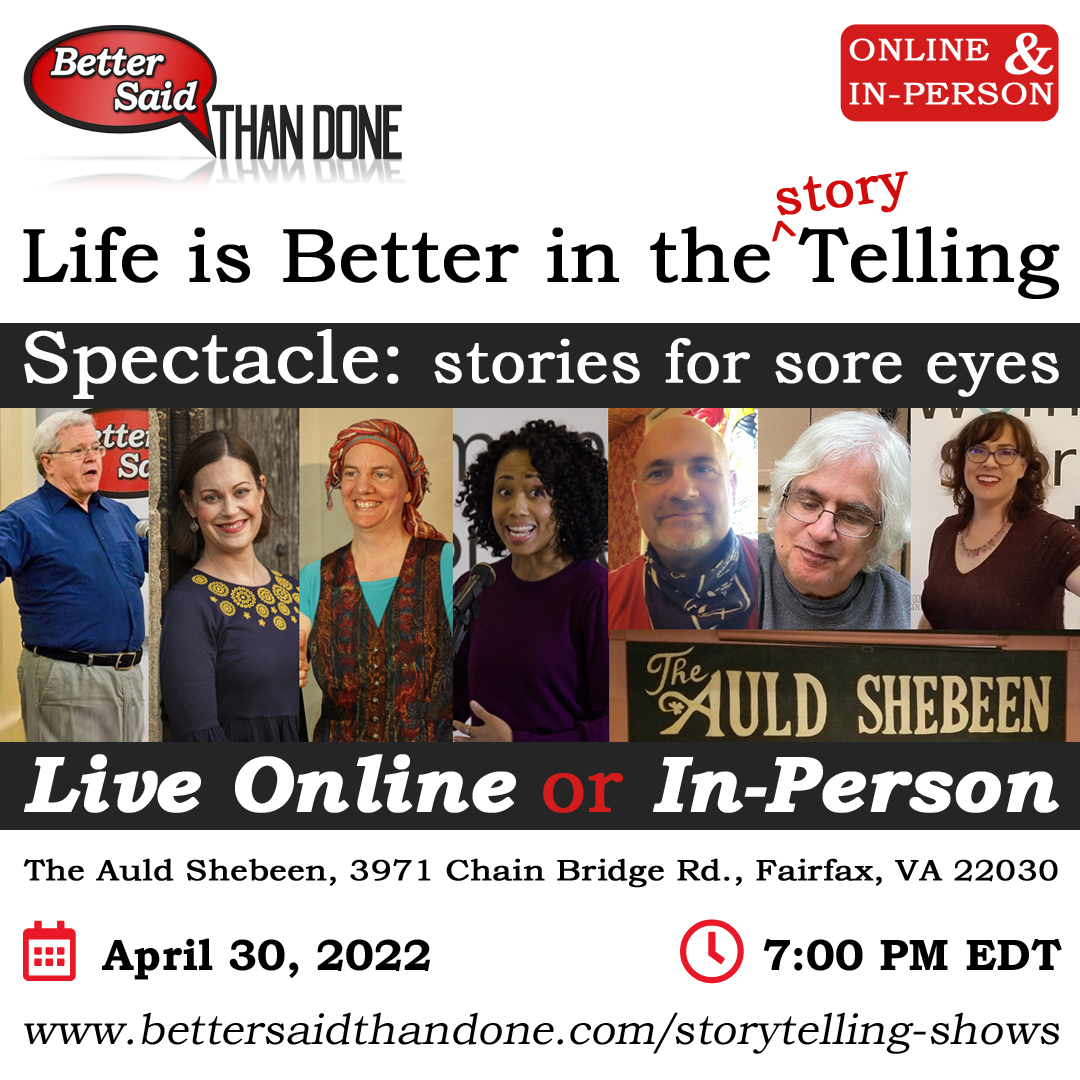 Better
Said
THAN DONE
ONLINE &
IN-PERSON
story
Life is Better in the ^ Telling
Spectacle: stories for sore eyes
The
AULD SHEBEEN
Live Online or In-Person
The Auld Shebeen, 3971 Chain Bridge Rd., Fairfax, VA 22030
April 30, 2022
7:00 PM EDT
www.bettersaidthandone.com/storytelling-shows